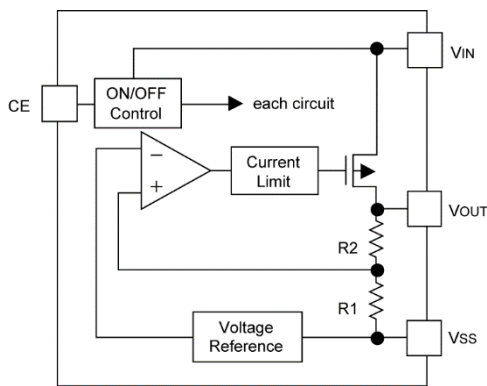 VIN
CE
ON/OFF
Control
each circuit
−
+
Current
Limit
VOUT
R2
R1
Voltage
Reference
VSS